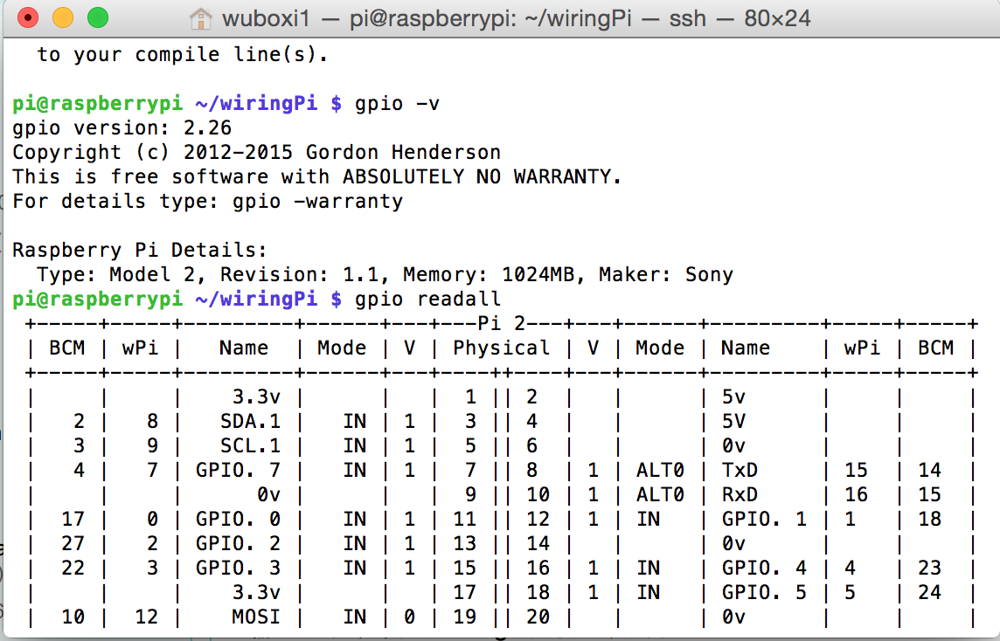 wuboxi1 — pi@raspberrypi: ~/wiringPi — ssh — 80×24
  to your compile line(s).

pi@raspberrypi ~/wiringPi $ gpio -v
gpio version: 2.26
Copyright (c) 2012-2015 Gordon Henderson
This is free software with ABSOLUTELY NO WARRANTY.
For details type: gpio -warranty

Raspberry Pi Details:
  Type: Model 2, Revision: 1.1, Memory: 1024MB, Maker: Sony
pi@raspberrypi ~/wiringPi $ gpio readall
 +-----+-----+---------+------+---+---Pi 2---+---+------+---------+-----+-----+
 | BCM | wPi |   Name  | Mode | V | Physical | V | Mode | Name    | wPi | BCM |
 +-----+-----+---------+------+---+----++----+---+------+---------+-----+-----+
 |     |     |    3.3v |      |   |  1 || 2  |   |      | 5v      |     |     |
 |   2 |   8 |   SDA.1 |   IN | 1 |  3 || 4  |   |      | 5V      |     |     |
 |   3 |   9 |   SCL.1 |   IN | 1 |  5 || 6  |   |      | 0v      |     |     |
 |   4 |   7 | GPIO. 7 |   IN | 1 |  7 || 8  | 1 | ALT0 | TxD     | 15  | 14  |
 |     |     |      0v |      |   |  9 || 10 | 1 | ALT0 | RxD     | 16  | 15  |
 |  17 |   0 | GPIO. 0 |   IN | 1 | 11 || 12 | 1 | IN   | GPIO. 1 | 1   | 18  |
 |  27 |   2 | GPIO. 2 |   IN | 1 | 13 || 14 |   |      | 0v      |     |     |
 |  22 |   3 | GPIO. 3 |   IN | 1 | 15 || 16 | 1 | IN   | GPIO. 4 | 4   | 23  |
 |     |     |    3.3v |      |   | 17 || 18 | 1 | IN   | GPIO. 5 | 5   | 24  |
 |  10 |  12 |    MOSI |   IN | 0 | 19 || 20 |   |      | 0v      |     |     |